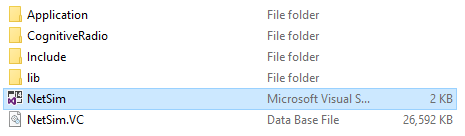 Application File folder
CognitiveRadio File folder
Include File folder
lib File folder
NetSim Microsoft Visual S... 2 KB
NetSim.VC Data Base File 26,592 KB